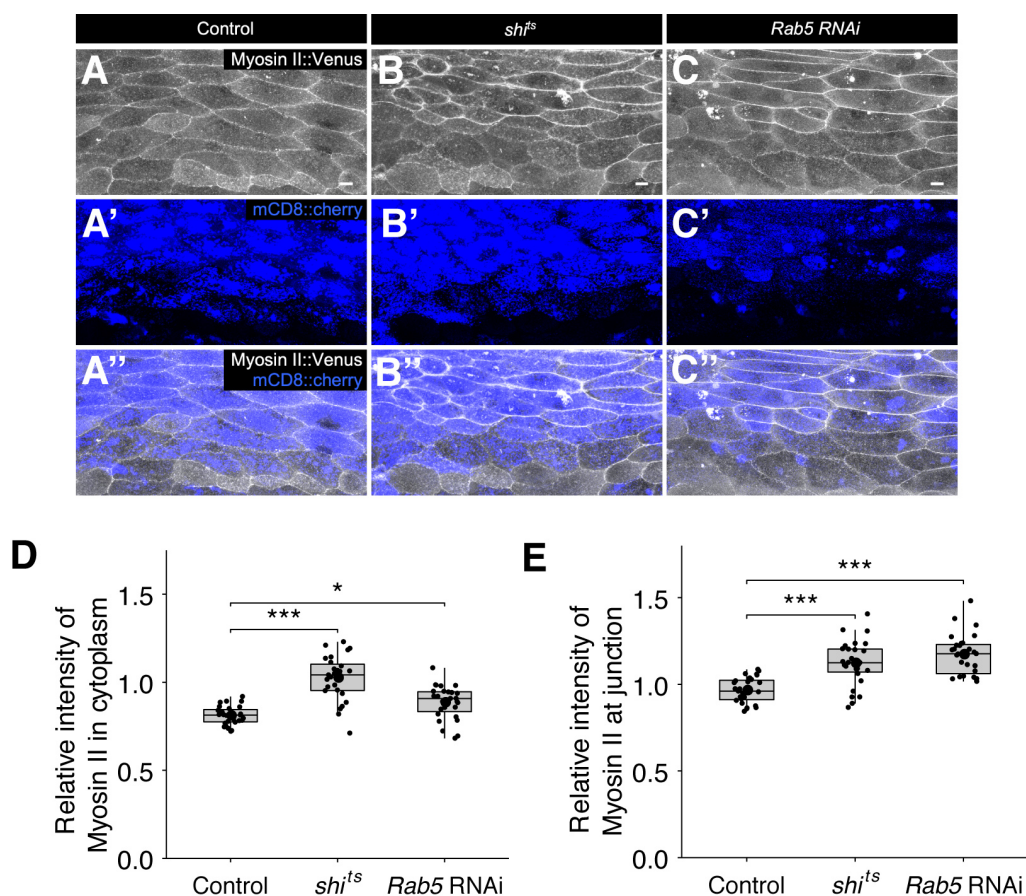 Control
shi^ts
Rab5 RNAi
A
Myosin II::Venus
B
C
A'
mCD8::cherry
B'
C'
A''
Myosin II::Venus
mCD8::cherry
B''
C''
D
Relative intensity of
Myosin II in cytoplasm
1.5
1.0
0.5
0.0
***
*
Control
shi^ts
Rab5 RNAi
E
Relative intensity of
Myosin II at junction
1.5
1.0
0.5
0.0
***
***
Control
shi^ts
Rab5 RNAi